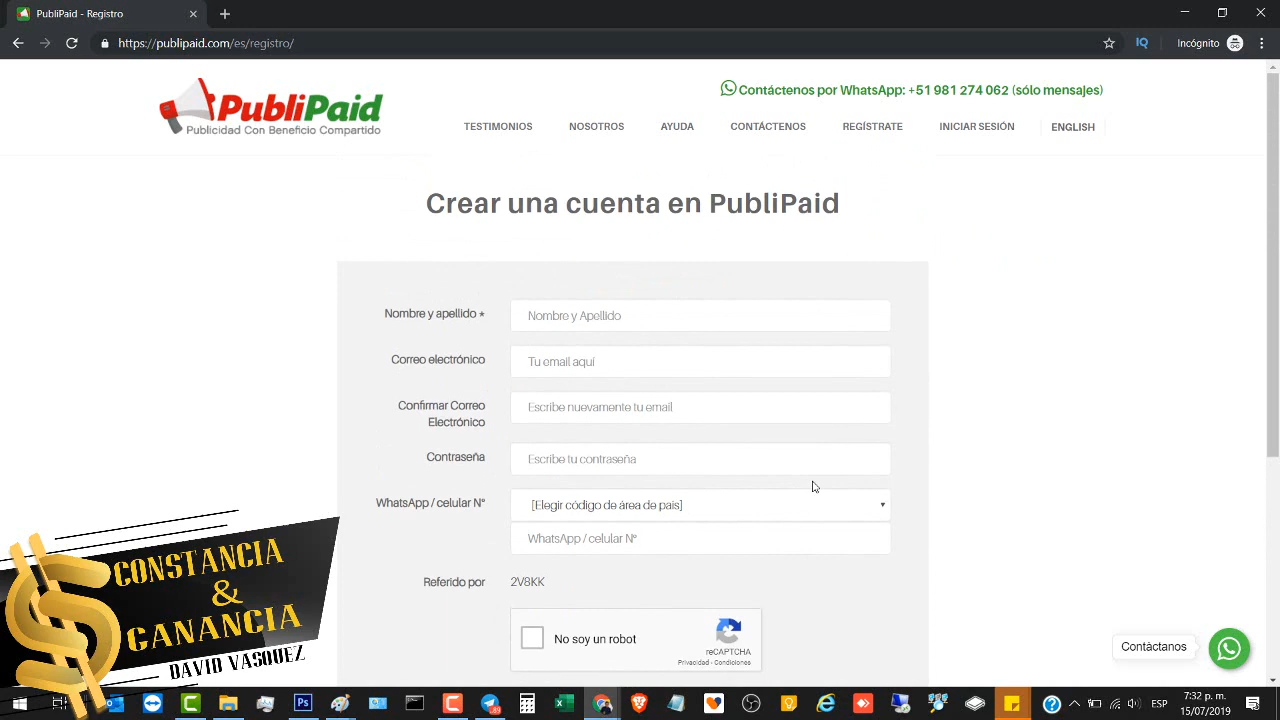 PubliPaid - Registro
https://publipaid.com/es/registro/
IQ
Incógnito
PubliPaid
Publicidad Con Beneficio Compartido
Contáctenos por WhatsApp: +51 981 274 062 (sólo mensajes)
TESTIMONIOS
NOSOTROS
AYUDA
CONTÁCTENOS
REGÍSTRATE
INICIAR SESIÓN
ENGLISH
Crear una cuenta en PubliPaid
Nombre y apellido *
Nombre y Apellido
Correo electrónico
Tu email aquí
Confirmar Correo
Electrónico
Escribe nuevamente tu email
Contraseña
Escribe tu contraseña
WhatsApp / celular Nº
[Elegir código de área de país]
WhatsApp / celular Nº
Referido por
2V8KK
No soy un robot
reCAPTCHA
Privacidad - Condiciones
Contáctanos
CONSTANCIA
&
GANANCIA
DAVID VASQUEZ
Ps
ESP
7:32 p. m.
15/07/2019